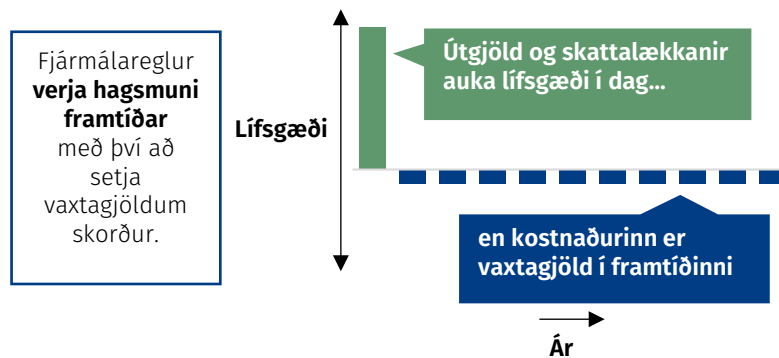 Fjármálareglur
verja hagsmuni
framtíðar
með því að
setja
vaxtagjöldum
skorður.
Lífsgæði
Útgjöld og skattalækkanir
auka lífsgæði í dag…
en kostnaðurinn er
vaxtagjöld í framtíðinni
Ár